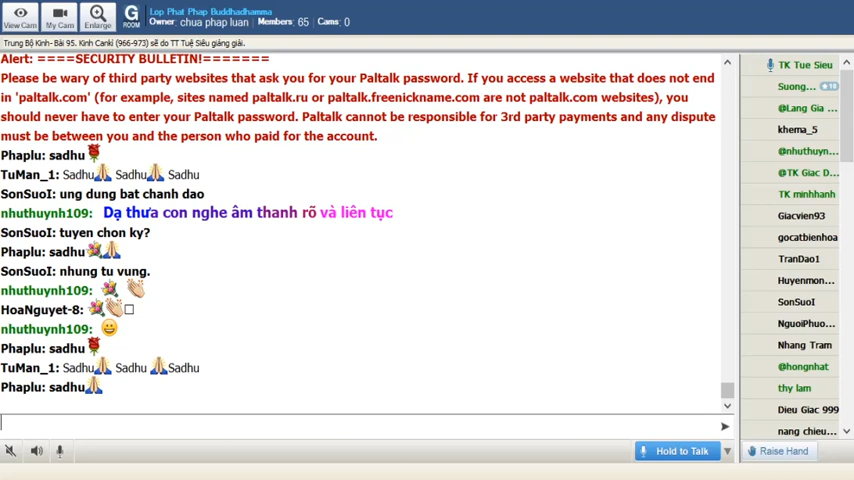 View Cam
My Cam
Enlarge
G
ROOM
Lop Phat Phap Buddhadhamma
Owner: chua phap luan Members: 65 Cams: 0
Trung Bộ Kinh- Bài 95. Kinh Cankí (966-973) sẽ do TT Tuệ Siêu giảng giải.
Alert: ====SECURITY BULLETIN!=======
Please be wary of third party websites that ask you for your Paltalk password. If you access a website that does not end
in 'paltalk.com' (for example, sites named paltalk.ru or paltalk.freenickname.com are not paltalk.com websites), you
should never have to enter your Paltalk password. Paltalk cannot be responsible for 3rd party payments and any dispute
must be between you and the person who paid for the account.
Phaplu: sadhu
TuMan_1: Sadhu Sadhu Sadhu
SonSuoI: ung dung bat chanh dao
nhuthuynh109: Dạ thưa con nghe âm thanh rõ và liên tục
SonSuoI: tuyen chon ky?
Phaplu: sadhu
SonSuoI: nhung tu vung.
nhuthuynh109:
HoaNguyet-8:
nhuthuynh109:
Phaplu: sadhu
TuMan_1: Sadhu Sadhu Sadhu
Phaplu: sadhu
Hold to Talk
TK Tue Sieu
Suong... 18
@Lang Gia ...
khema_5
@nhuthuyn...
@TK Giac D...
TK minhhanh
Giacvien93
gocatbienhoa
TranDao1
Huyenmon...
SonSuoI
NguoiPhuo...
Nhang Tram
@hongnhat
thy lam
Dieu Giac 999
nang chieu...
Raise Hand